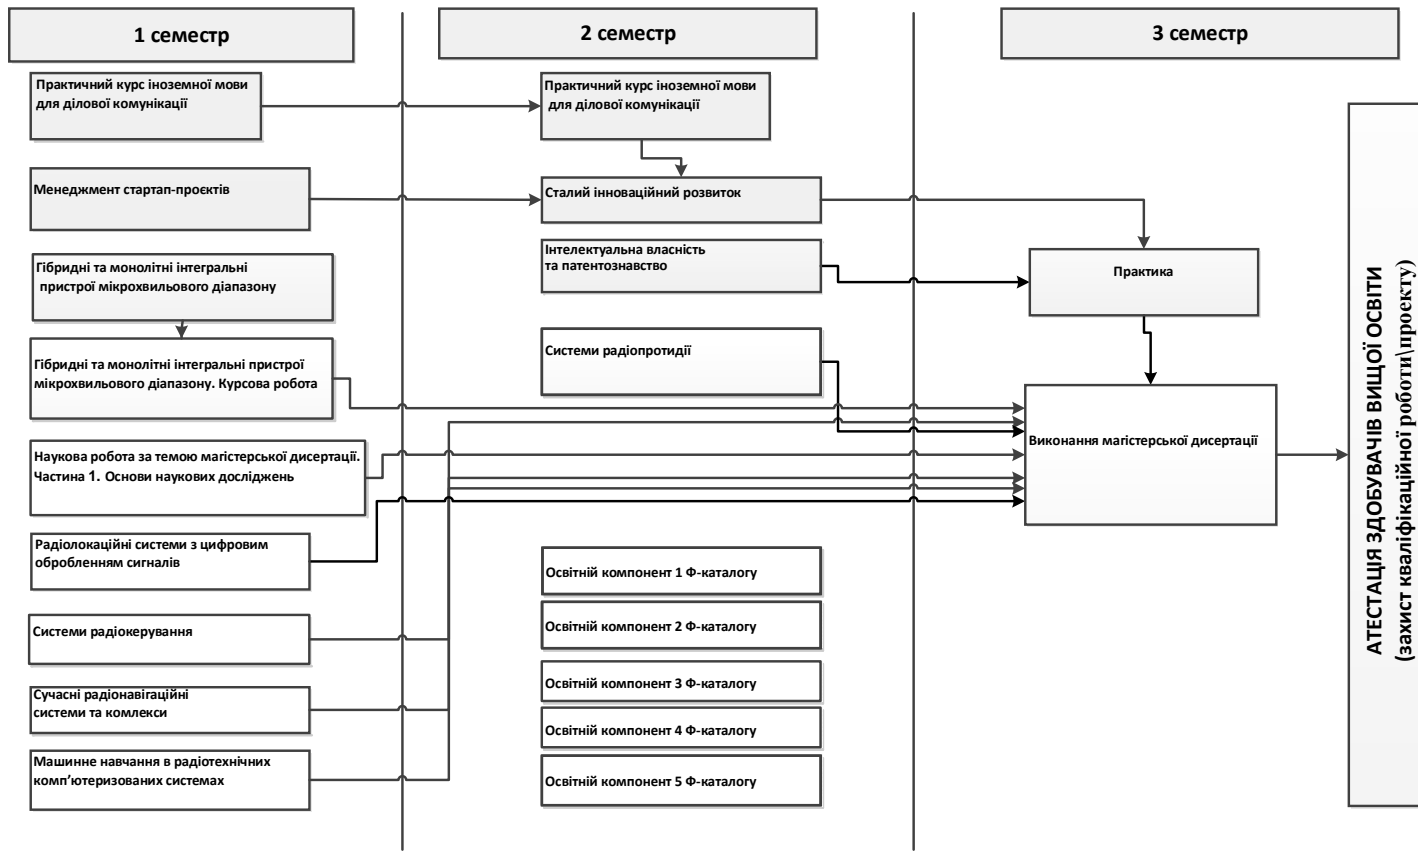 1 семестр
2 семестр
3 семестр
Практичний курс іноземної мови
для ділової комунікації
Менеджмент стартап-проєктів
Гібридні та монолітні інтегральні
пристрої мікрохвильового діапазону
Гібридні та монолітні інтегральні пристрої
мікрохвильового діапазону. Курсова робота
Наукова робота за темою магістерської дисертації.
Частина 1. Основи наукових досліджень
Радіолокаційні системи з цифровим
обробленням сигналів
Системи радіокерування
Сучасні радіонавігаційні
системи та комлекси
Машинне навчання в радіотехнічних
комп’ютеризованих системах
Практичний курс іноземної мови
для ділової комунікації
Сталий інноваційний розвиток
Інтелектуальна власність
та патентознавство
Системи радіопротидії
Освітній компонент 1 Ф-каталогу
Освітній компонент 2 Ф-каталогу
Освітній компонент 3 Ф-каталогу
Освітній компонент 4 Ф-каталогу
Освітній компонент 5 Ф-каталогу
Практика
Виконання магістерської дисертації
АТЕСТАЦІЯ ЗДОБУВАЧІВ ВИЩОЇ ОСВІТИ
(захист кваліфікаційної роботи\проекту)